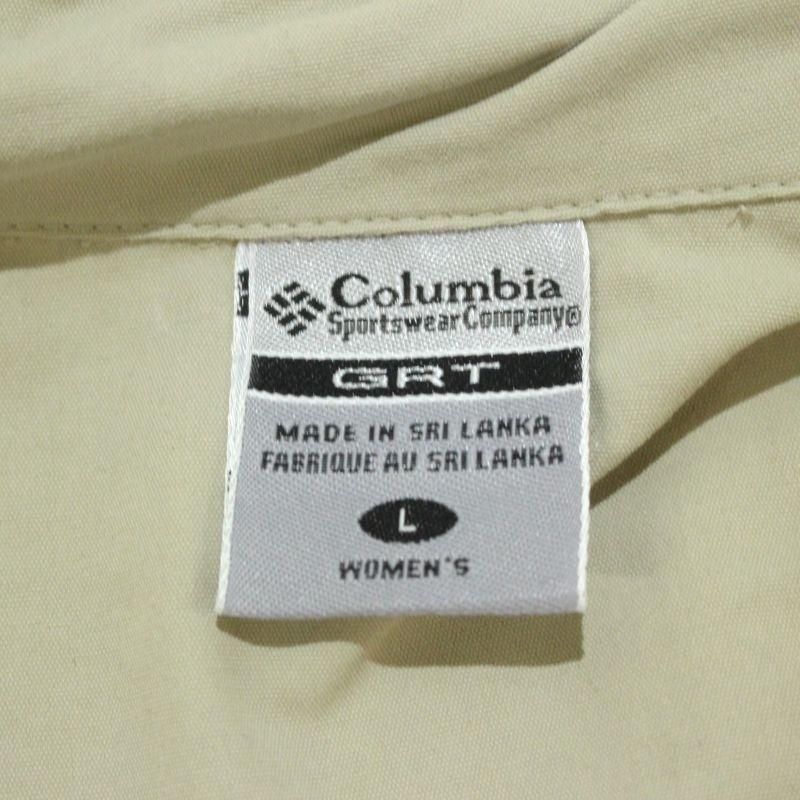 Columbia
Sportswear Company®
GRT
MADE IN SRI LANKA
FABRIQUE AU SRI LANKA
L
WOMEN'S